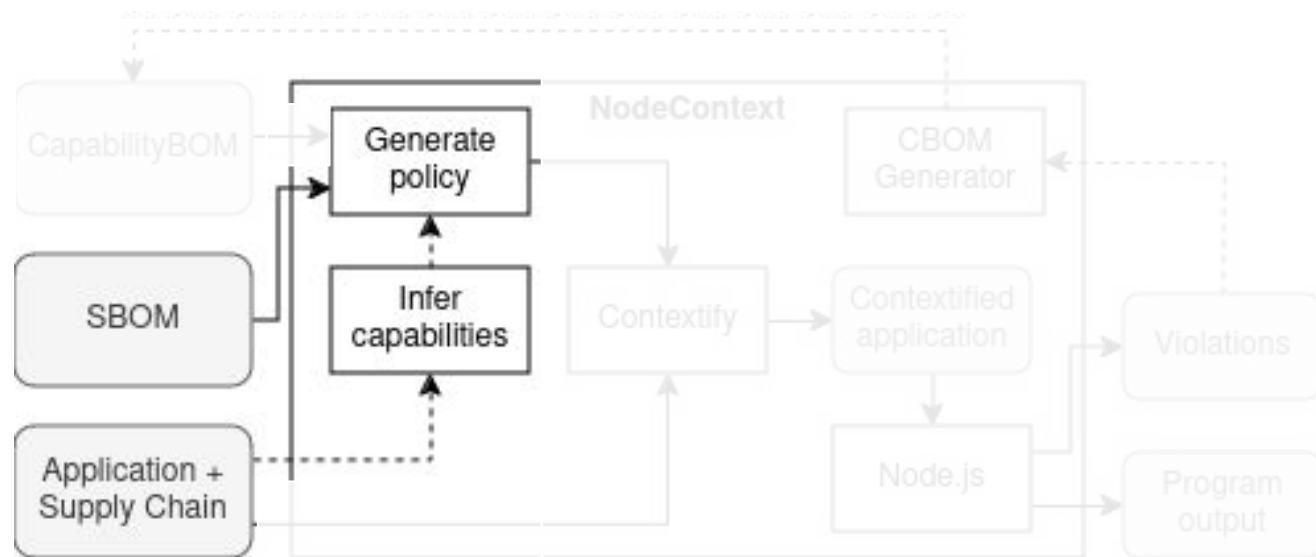 NodeContext
CapabilityBOM
Generate
policy
CBOM
Generator
SBOM
Infer
capabilities
Contextify
Contextified
application
Violations
Application +
Supply Chain
Node.js
Program
output